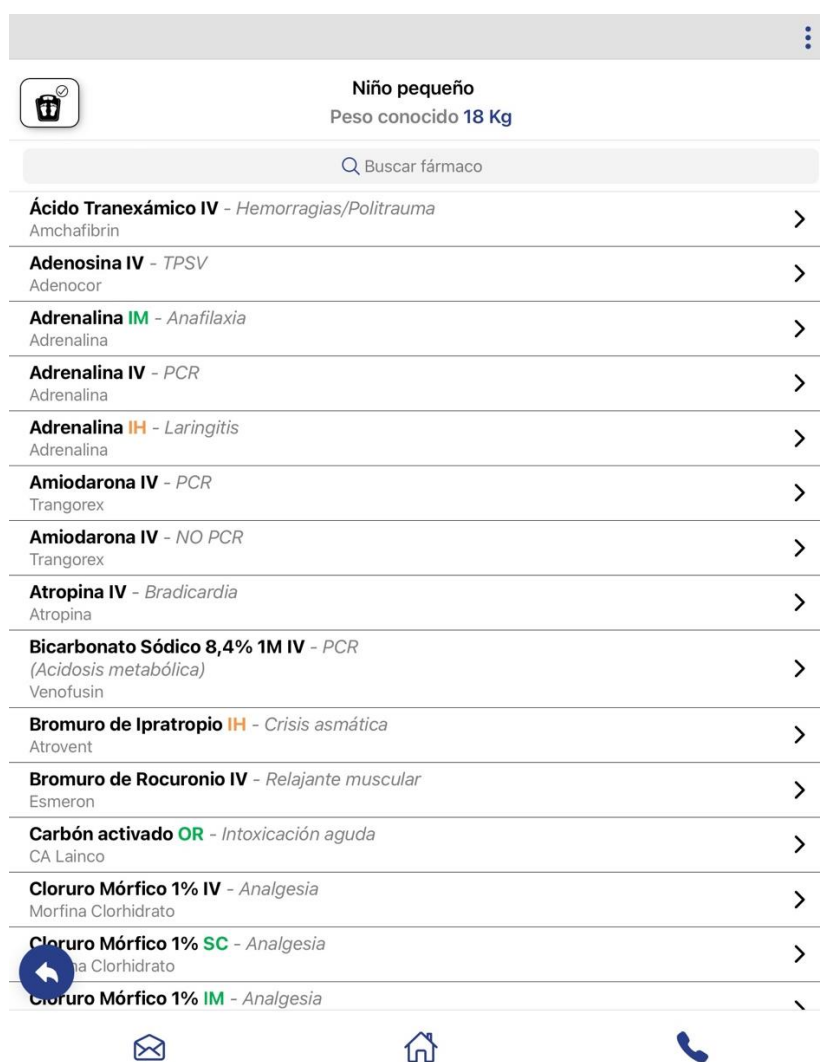 Niño pequeño
Peso conocido 18 Kg
Buscar fármaco
Ácido Tranexámico IV - Hemorragias/Politrauma
Amchafibrin
Adenosina IV - TPSV
Adenocor
Adrenalina IM - Anafilaxia
Adrenalina
Adrenalina IV - PCR
Adrenalina
Adrenalina IH - Laringitis
Adrenalina
Amiodarona IV - PCR
Trangorex
Amiodarona IV - NO PCR
Trangorex
Atropina IV - Bradicardia
Atropina
Bicarbonato Sódico 8,4% 1M IV - PCR
(Acidosis metabólica)
Venofusin
Bromuro de Ipratropio IH - Crisis asmática
Atrovent
Bromuro de Rocuronio IV - Relajante muscular
Esmeron
Carbón activado OR - Intoxicación aguda
CA Lainco
Cloruro Mórfico 1% IV - Analgesia
Morfina Clorhidrato
Cloruro Mórfico 1% SC - Analgesia
Clorhidrato
Cloruro Mórfico 1% IM - Analgesia